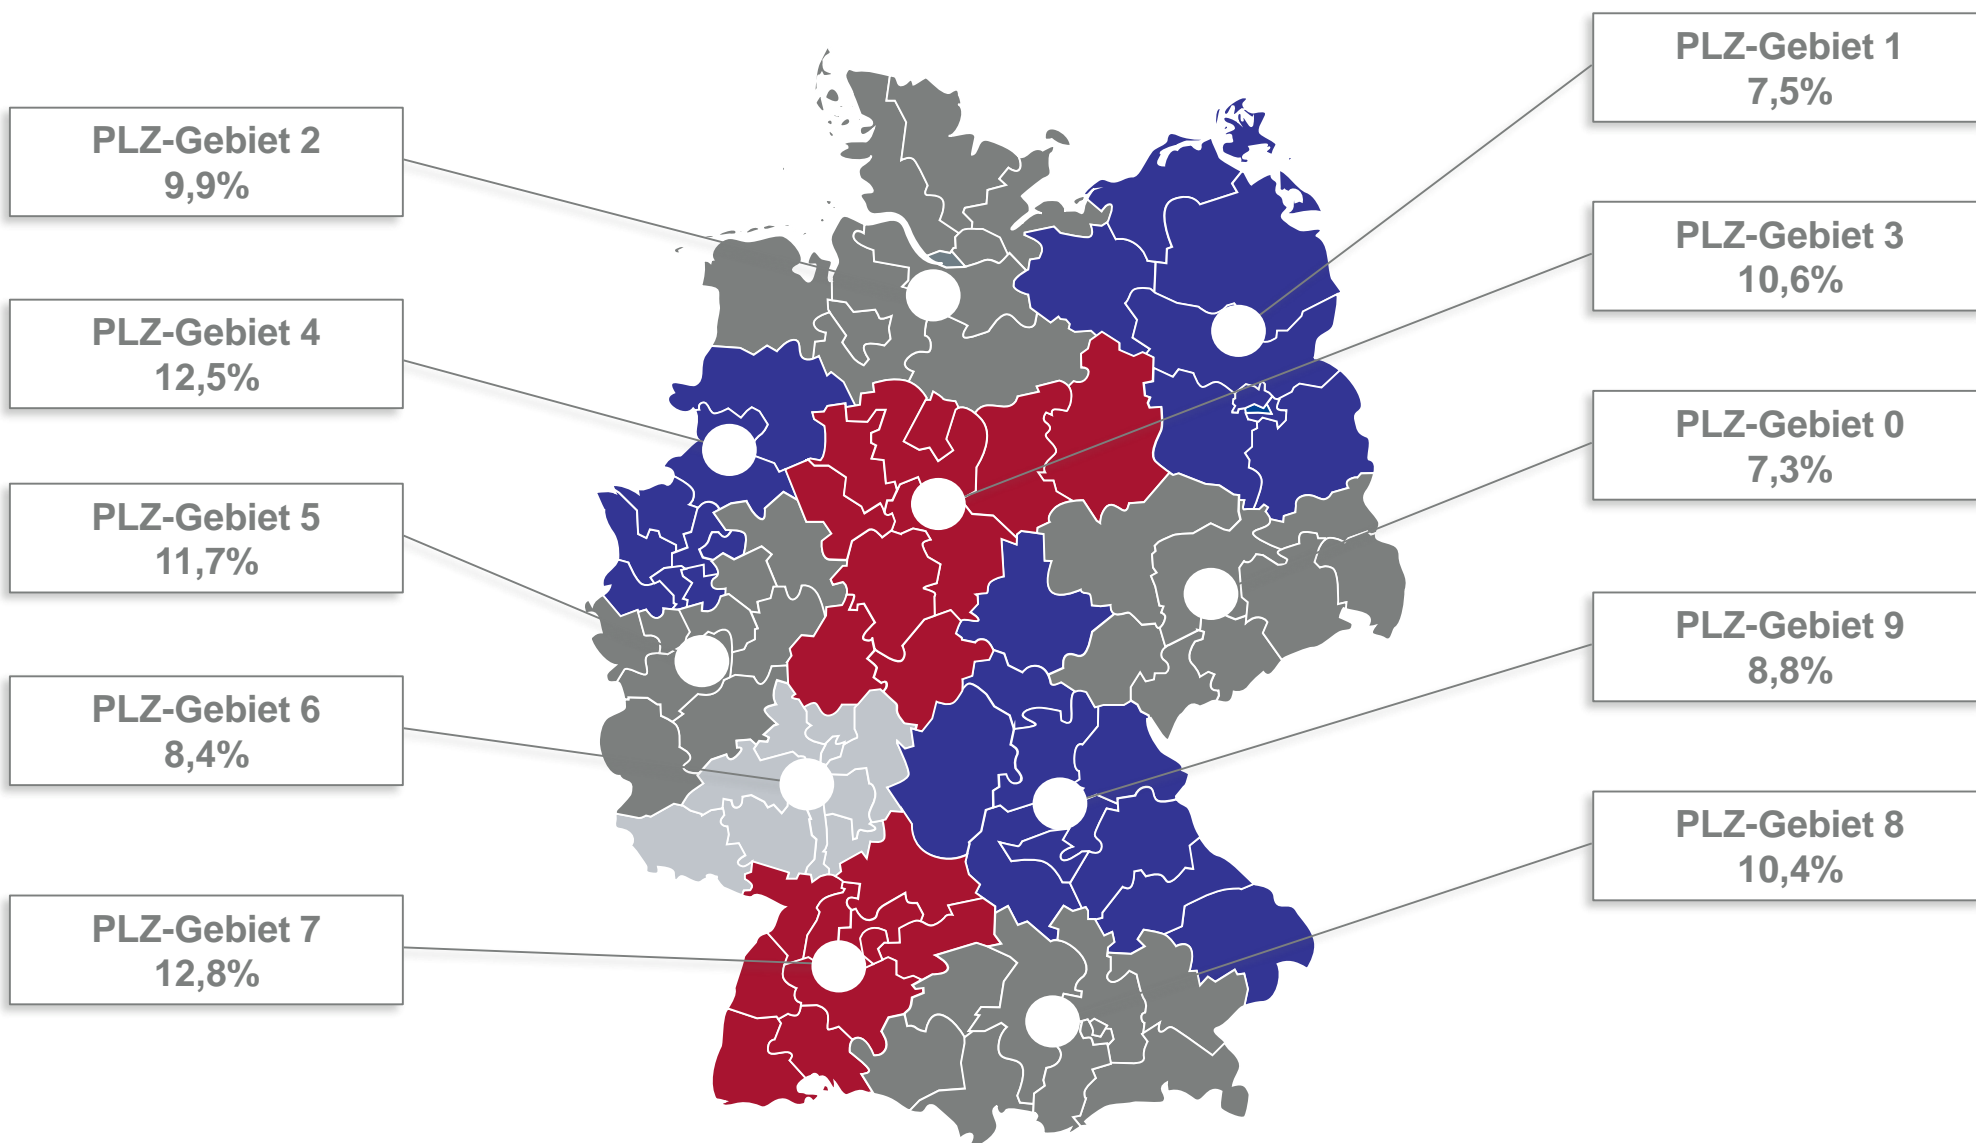 PLZ-Gebiet 2
9,9%
PLZ-Gebiet 4
12,5%
PLZ-Gebiet 5
11,7%
PLZ-Gebiet 6
8,4%
PLZ-Gebiet 7
12,8%
PLZ-Gebiet 1
7,5%
PLZ-Gebiet 3
10,6%
PLZ-Gebiet 0
7,3%
PLZ-Gebiet 9
8,8%
PLZ-Gebiet 8
10,4%